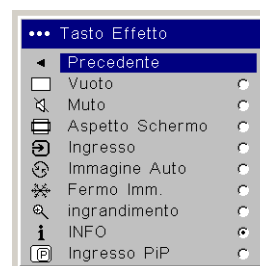 ••• Tasto Effetto
Precedente
Vuoto
Muto
Aspetto Schermo
Ingresso
Immagine Auto
Fermo Imm.
ingrandimento
INFO
Ingresso PiP